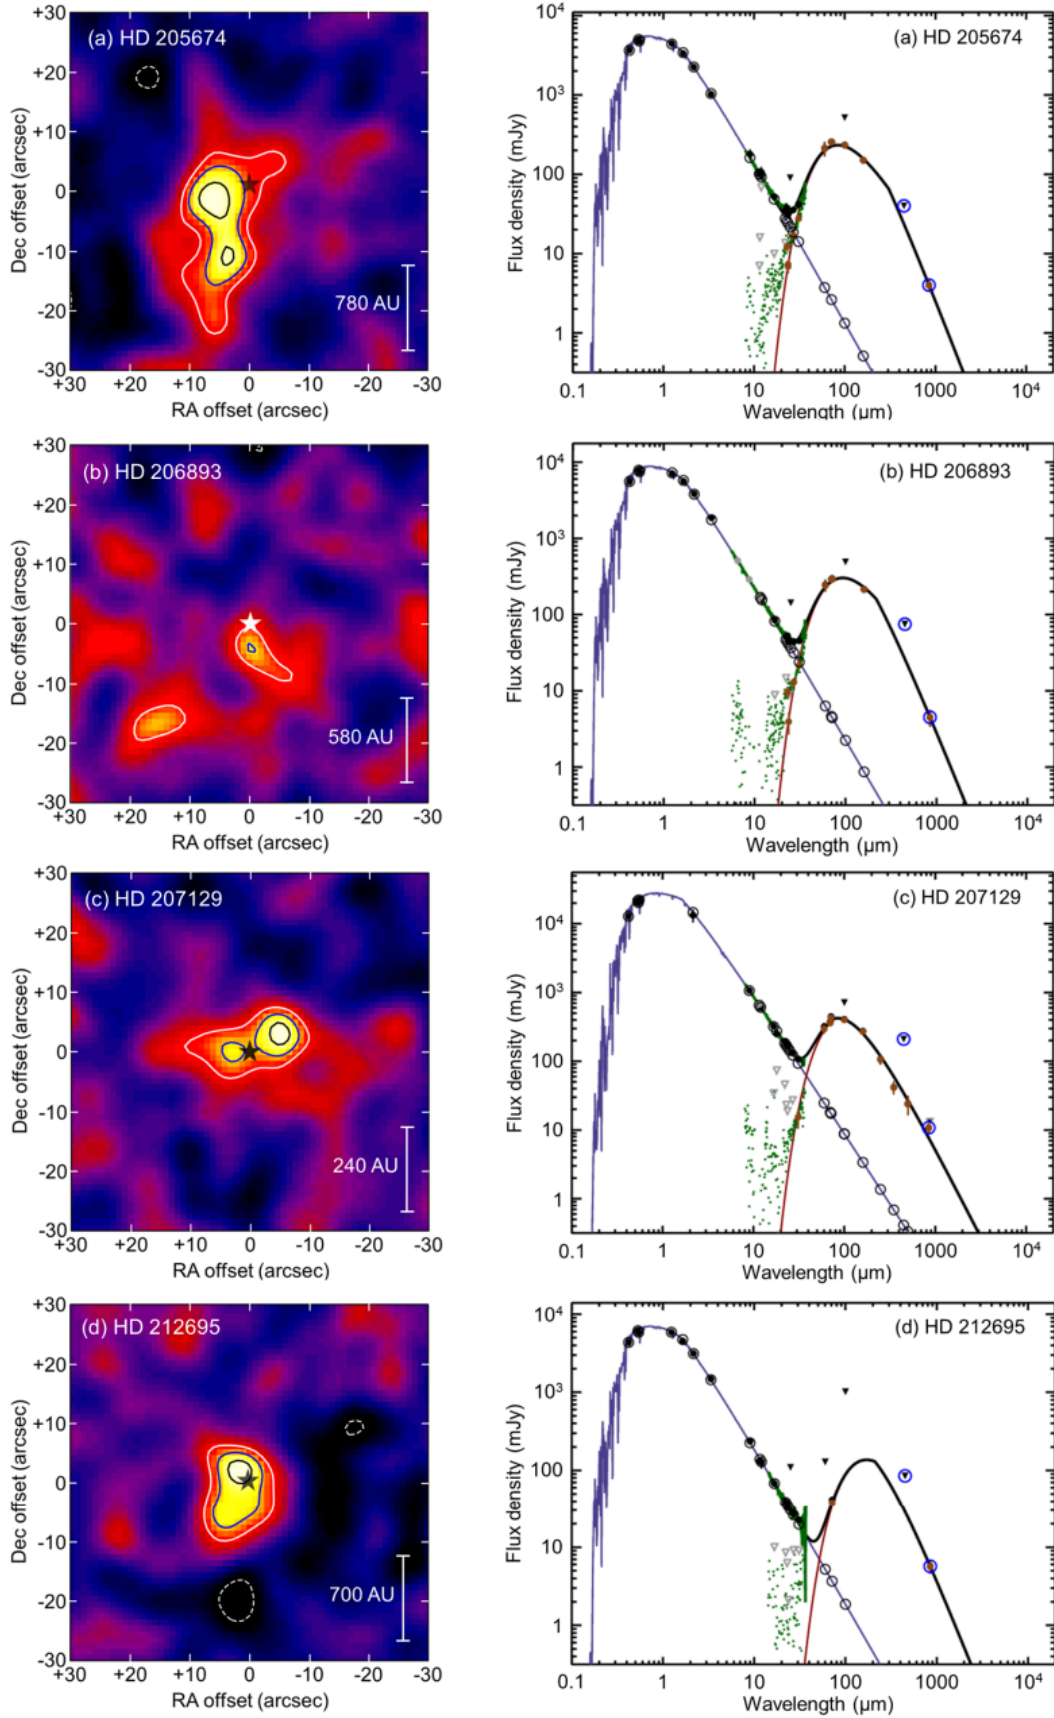 (a) HD 205674
+30
+20
+10
0
-10
-20
-30
Dec offset (arcsec)
780 AU
+30 +20 +10 0 -10 -20 -30
RA offset (arcsec)
(a) HD 205674
10⁴
10³
100
10
1
Flux density (mJy)
0.1 1 10 100 1000 10⁴
Wavelength (µm)
(b) HD 206893
+30
+20
+10
0
-10
-20
-30
Dec offset (arcsec)
580 AU
+30 +20 +10 0 -10 -20 -30
RA offset (arcsec)
(b) HD 206893
10⁴
10³
100
10
1
Flux density (mJy)
0.1 1 10 100 1000 10⁴
Wavelength (µm)
(c) HD 207129
+30
+20
+10
0
-10
-20
-30
Dec offset (arcsec)
240 AU
+30 +20 +10 0 -10 -20 -30
RA offset (arcsec)
(c) HD 207129
10⁴
10³
100
10
1
Flux density (mJy)
0.1 1 10 100 1000 10⁴
Wavelength (µm)
(d) HD 212695
+30
+20
+10
0
-10
-20
-30
Dec offset (arcsec)
700 AU
+30 +20 +10 0 -10 -20 -30
RA offset (arcsec)
(d) HD 212695
10⁴
10³
100
10
1
Flux density (mJy)
0.1 1 10 100 1000 10⁴
Wavelength (µm)